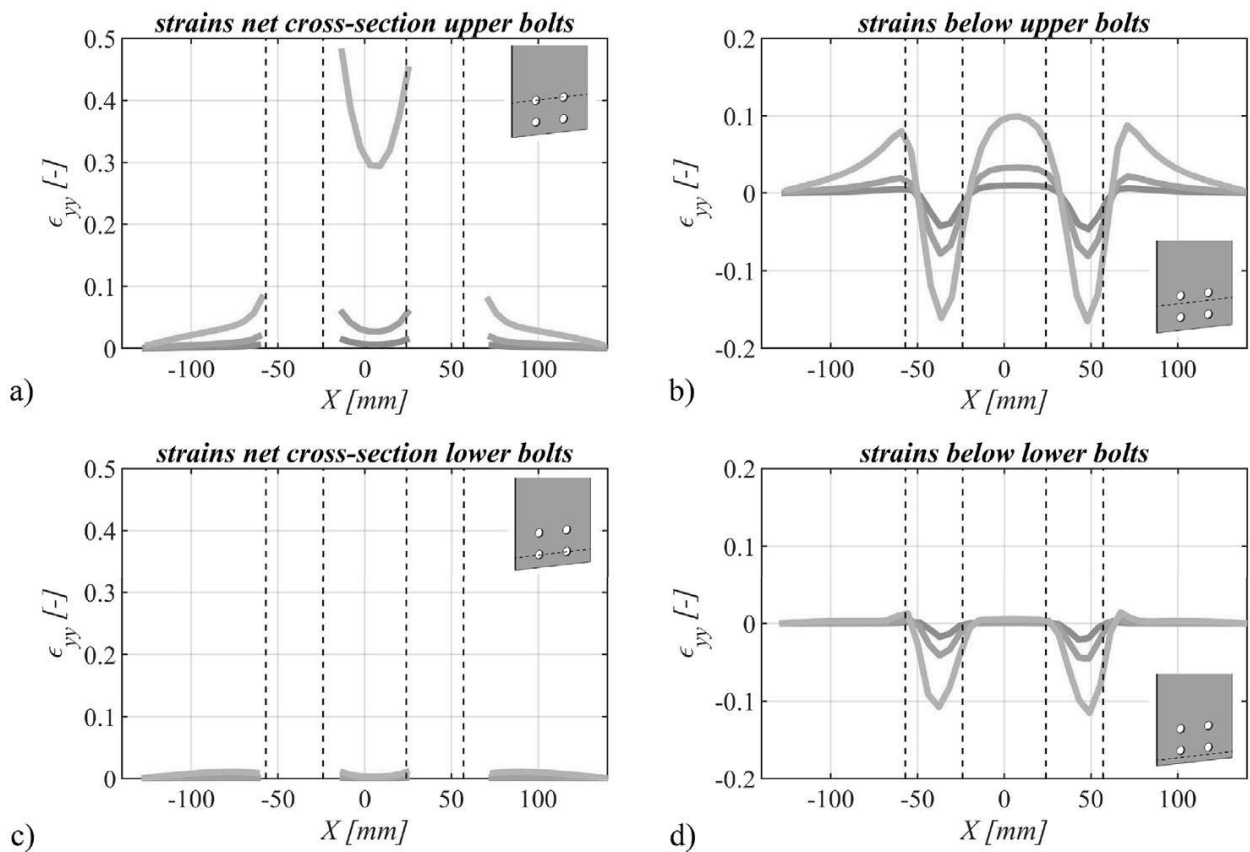 strains net cross-section upper bolts
0.5
0.4
0.3
0.2
0.1
0
ϵyy [-]
-100
-50
0
50
100
X [mm]
a)
strains below upper bolts
0.2
0.1
0
-0.1
-0.2
ϵyy [-]
-100
-50
0
50
100
X [mm]
b)
strains net cross-section lower bolts
0.5
0.4
0.3
0.2
0.1
0
ϵyy [-]
-100
-50
0
50
100
X [mm]
c)
strains below lower bolts
0.2
0.1
0
-0.1
-0.2
ϵyy [-]
-100
-50
0
50
100
X [mm]
d)